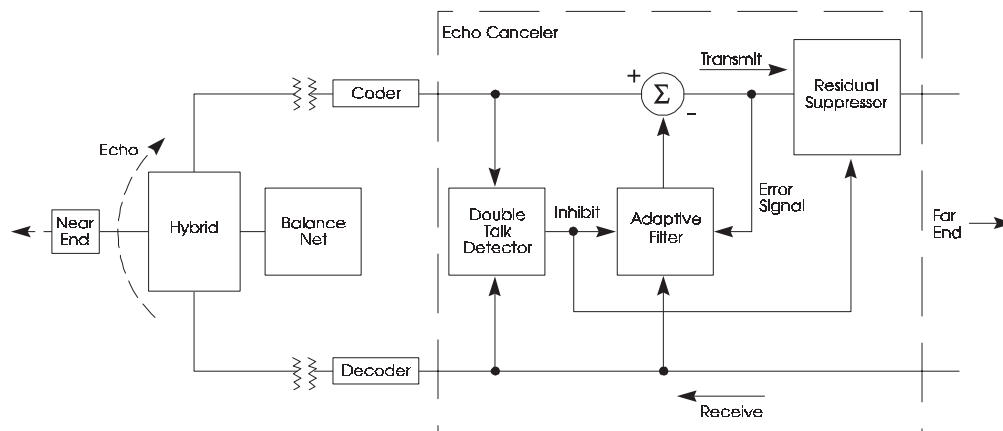 Echo Canceler
Transmit
+
Σ
-
Residual
Suppressor
Coder
Echo
Near
End
Hybrid
Balance
Net
Double
Talk
Detector
Inhibit
Adaptive
Filter
Error
Signal
Far
End
Decoder
Receive